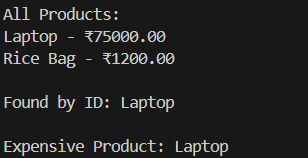 All Products:
Laptop - ₹75000.00
Rice Bag - ₹1200.00
Found by ID: Laptop
Expensive Product: Laptop